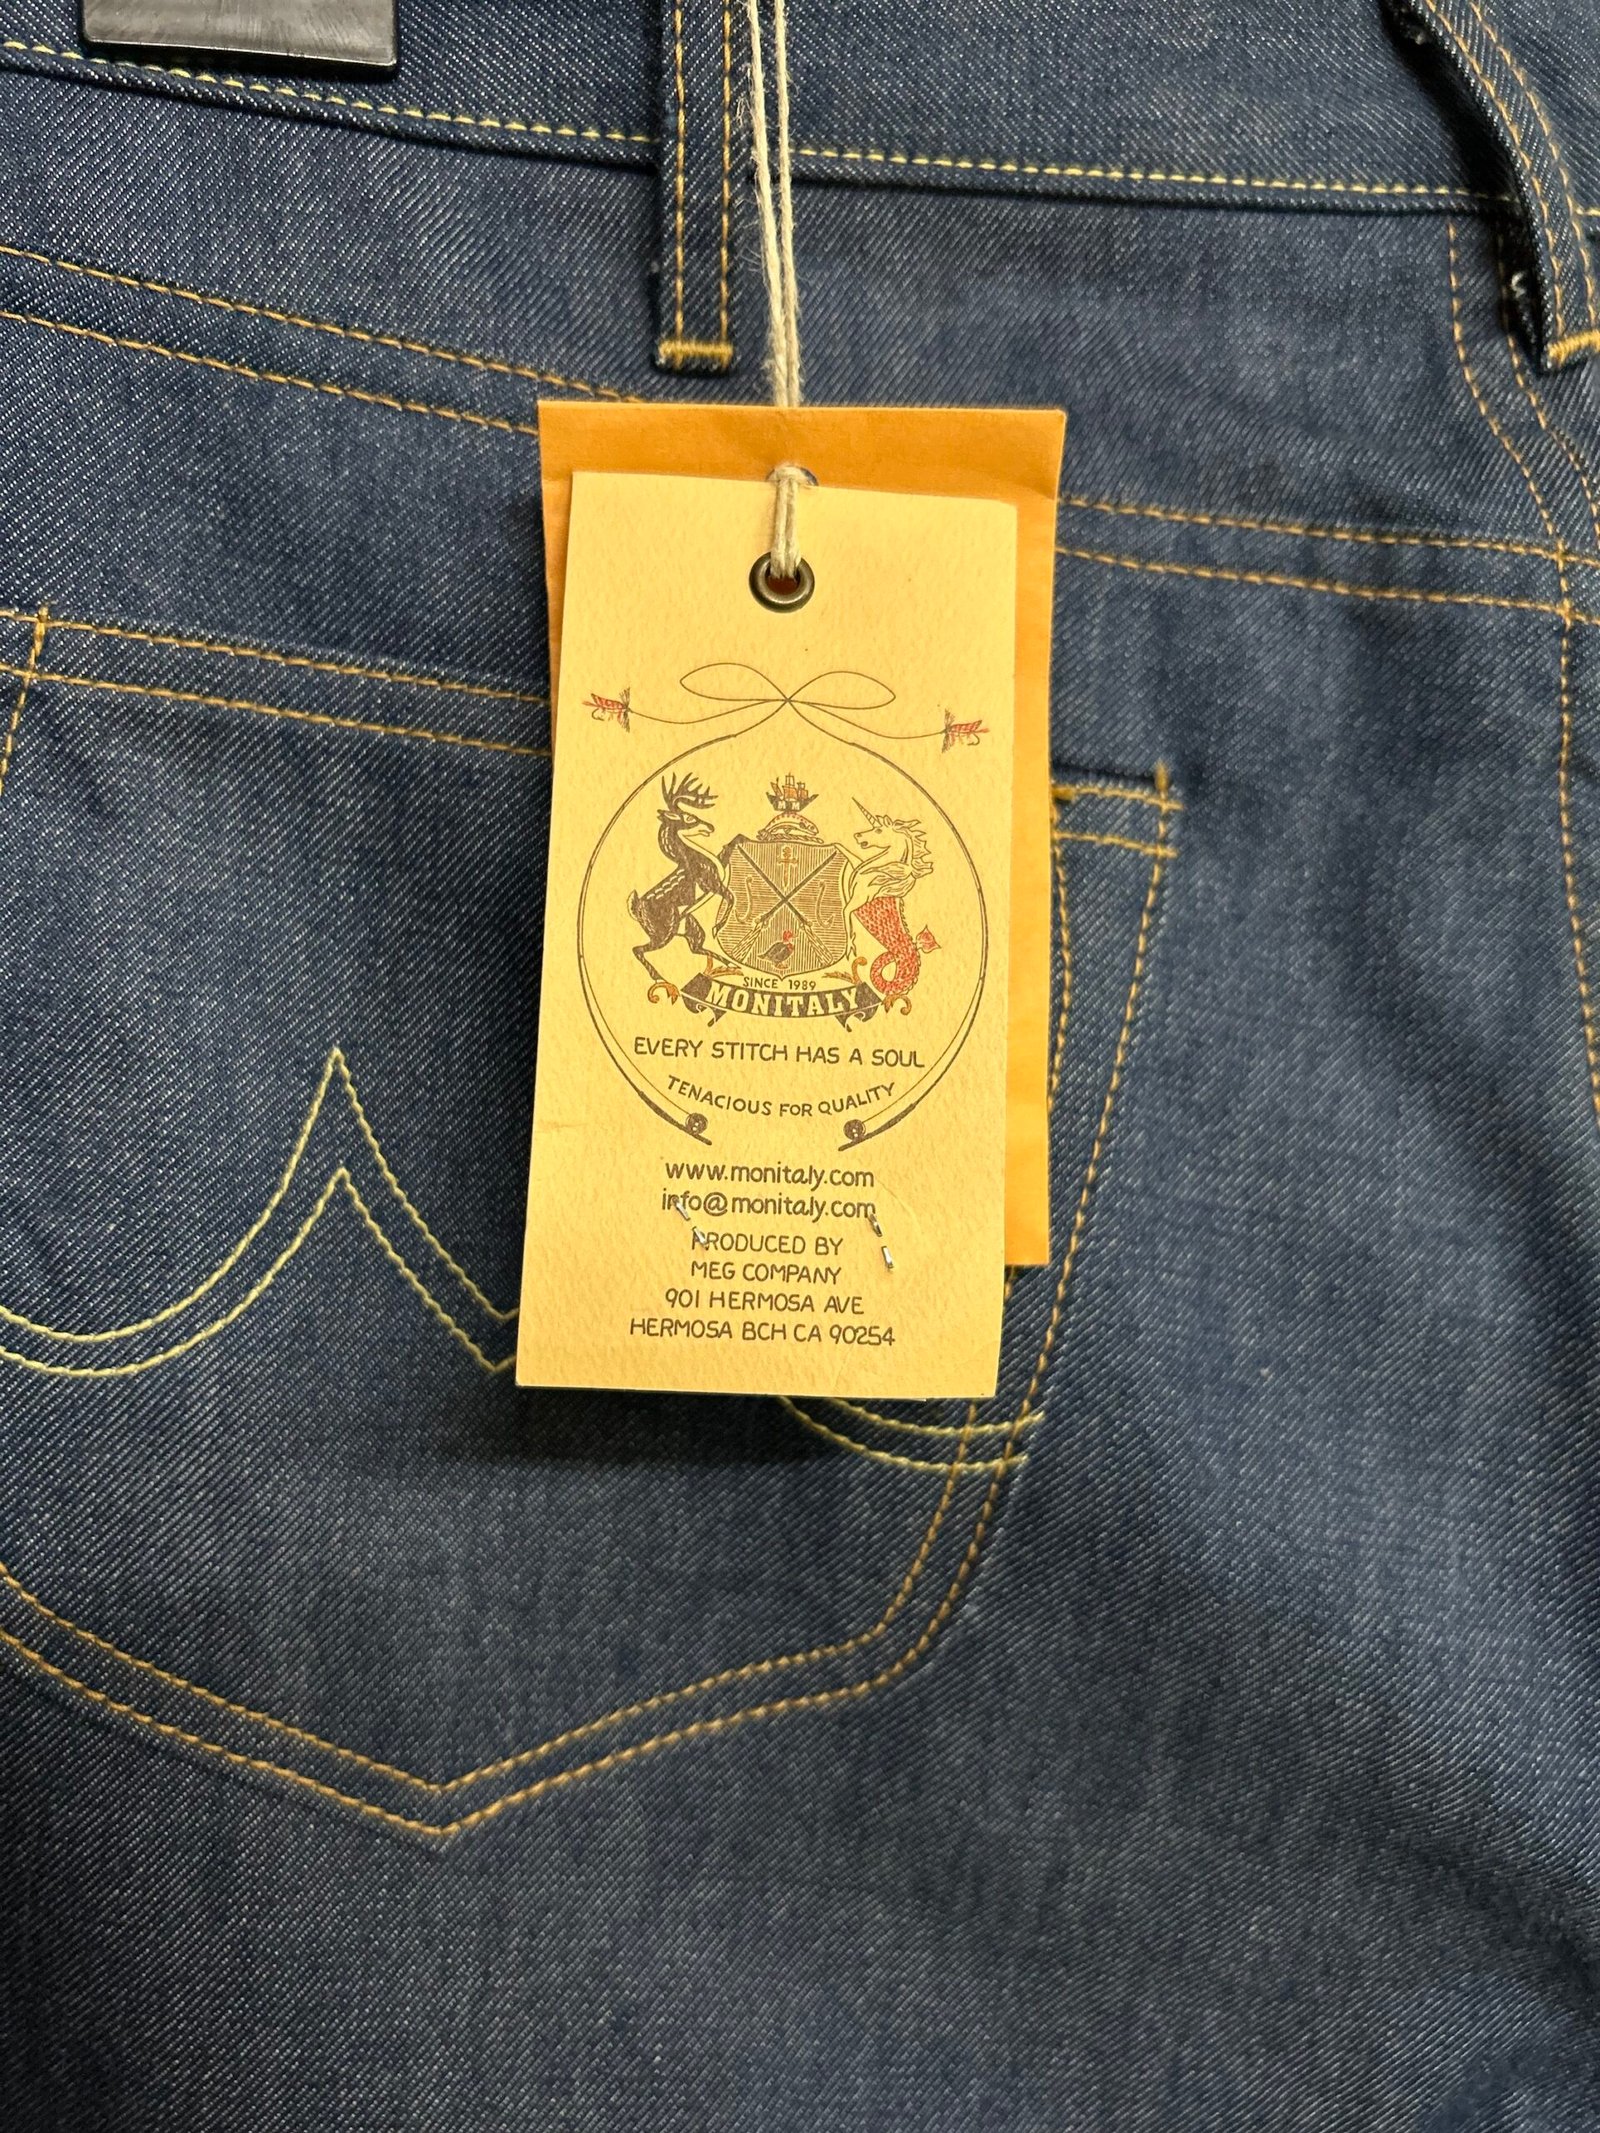 SINCE 1989
MONITALY
EVERY STITCH HAS A SOUL
TENACIOUS FOR QUALITY
www.monitaly.com
info@monitaly.com
PRODUCED BY
MEG COMPANY
901 HERMOSA AVE
HERMOSA BCH CA 90254